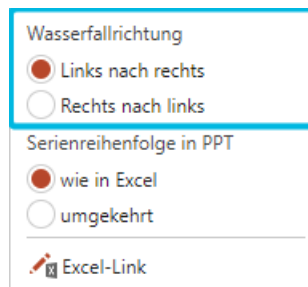 Wasserfallrichtung
Links nach rechts
Rechts nach links
Serienreihenfolge in PPT
wie in Excel
umgekehrt
Excel-Link